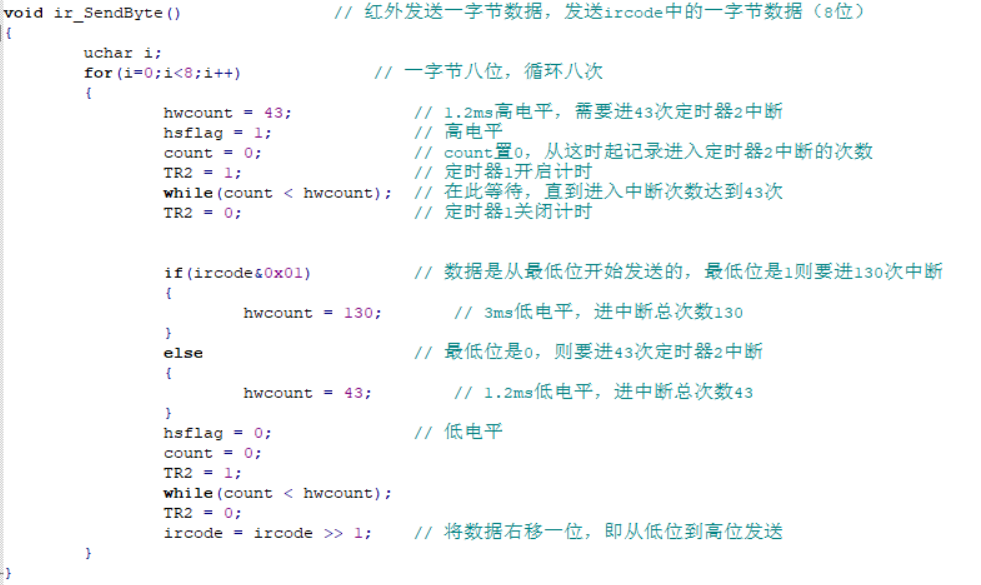 void ir_SendByte() // 红外发送一字节数据，发送ircode中的一字节数据（8位）
{
uchar i;
for(i=0;i<8;i++) // 一字节八位，循环八次
{
hwcount = 43; // 1.2ms高电平，需要进43次定时器2中断
hsflag = 1; // 高电平
count = 0; // count置0，从这时起记录进入定时器2中断的次数
TR2 = 1; // 定时器1开启计时
while(count < hwcount); // 在此等待，直到进入中断次数达到43次
TR2 = 0; // 定时器1关闭计时
if(ircode&0x01) // 数据是从最低位开始发送的，最低位是1则要进130次中断
{
hwcount = 130; // 3ms低电平，进中断总次数130
}
else // 最低位是0，则要进43次定时器2中断
{
hwcount = 43; // 1.2ms低电平，进中断总次数43
}
hsflag = 0; // 低电平
count = 0;
TR2 = 1;
while(count < hwcount);
TR2 = 0;
ircode = ircode >> 1; // 将数据右移一位，即从低位到高位发送
}
}